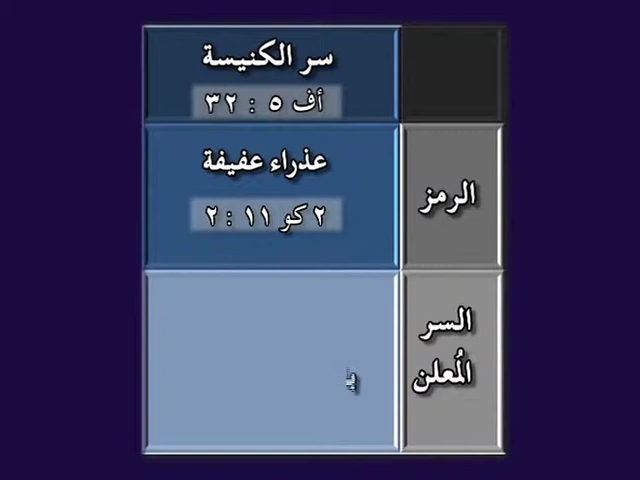 سر الكنيسة
أف ٥ : ٣٢
الرمز
عذراء عفيفة
٢ كو ١١ : ٢
السر
المُعلن